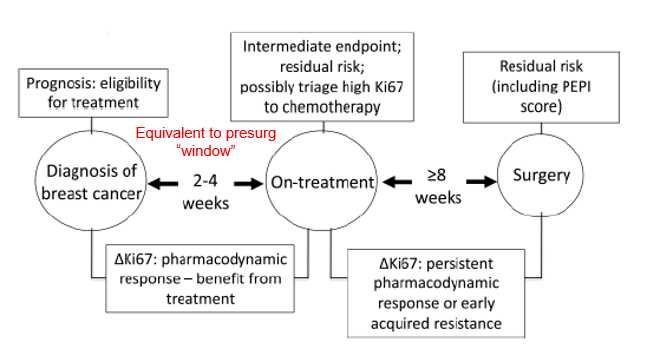 Intermediate endpoint;
residual risk;
possibly triage high Ki67
to chemotherapy
Residual risk
(including PEPI
score)
Prognosis: eligibility
for treatment
Equivalent to presurg
“window”
Diagnosis of
breast cancer
2-4
weeks
On-treatment
≥8
weeks
Surgery
ΔKi67: pharmacodynamic
response – benefit from
treatment
ΔKi67: persistent
pharmacodynamic
response or early
acquired resistance